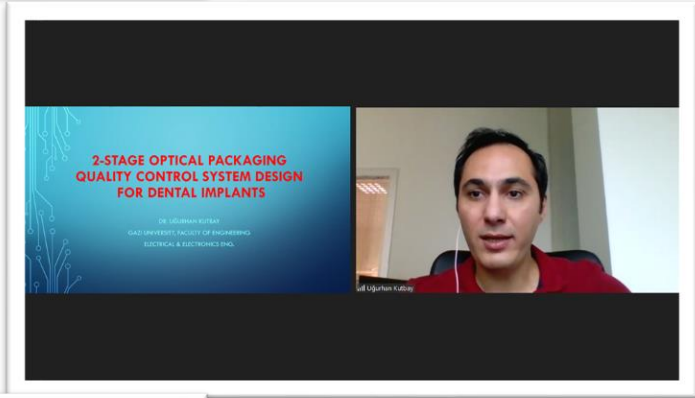 2-STAGE OPTICAL PACKAGING
QUALITY CONTROL SYSTEM DESIGN
FOR DENTAL IMPLANTS
DR. UĞURHAN KUTBAY
GAZI UNIVERSITY, FACULTY OF ENGINEERING
ELECTRICAL & ELECTRONICS ENG.
Uğurhan Kutbay